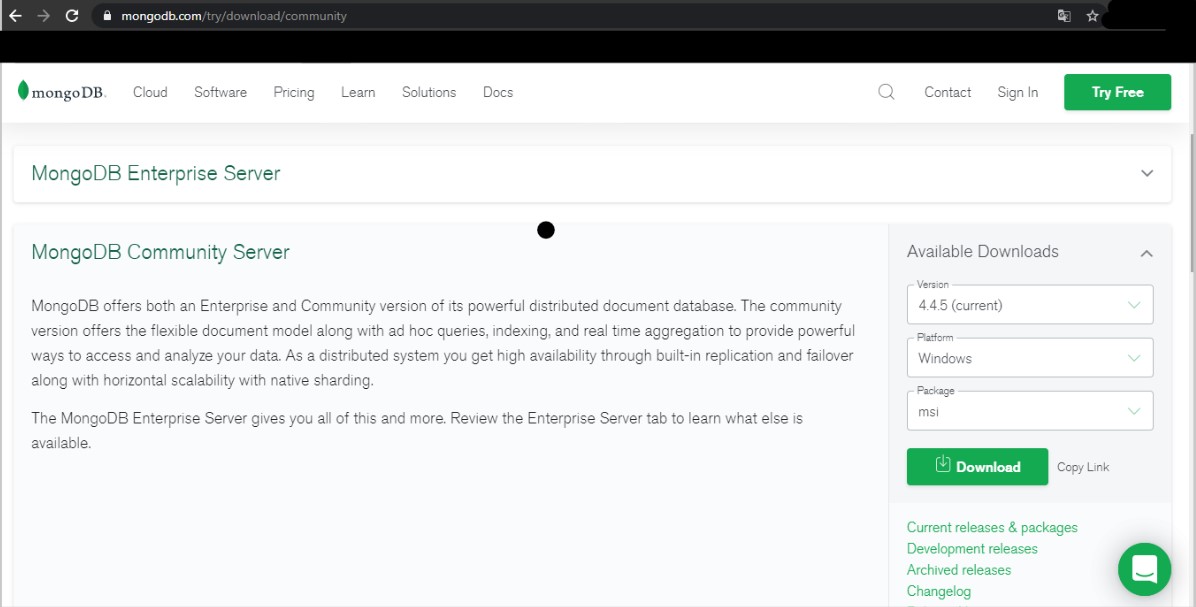 mongodb.com/try/download/community
mongoDB.
Cloud
Software
Pricing
Learn
Solutions
Docs
Contact
Sign In
Try Free
MongoDB Enterprise Server
MongoDB Community Server
MongoDB offers both an Enterprise and Community version of its powerful distributed document database. The community
version offers the flexible document model along with ad hoc queries, indexing, and real time aggregation to provide powerful
ways to access and analyze your data. As a distributed system you get high availability through built-in replication and failover
along with horizontal scalability with native sharding.
The MongoDB Enterprise Server gives you all of this and more. Review the Enterprise Server tab to learn what else is
available.
Available Downloads
Version
4.4.5 (current)
Platform
Windows
Package
msi
Download
Copy Link
Current releases & packages
Development releases
Archived releases
Changelog